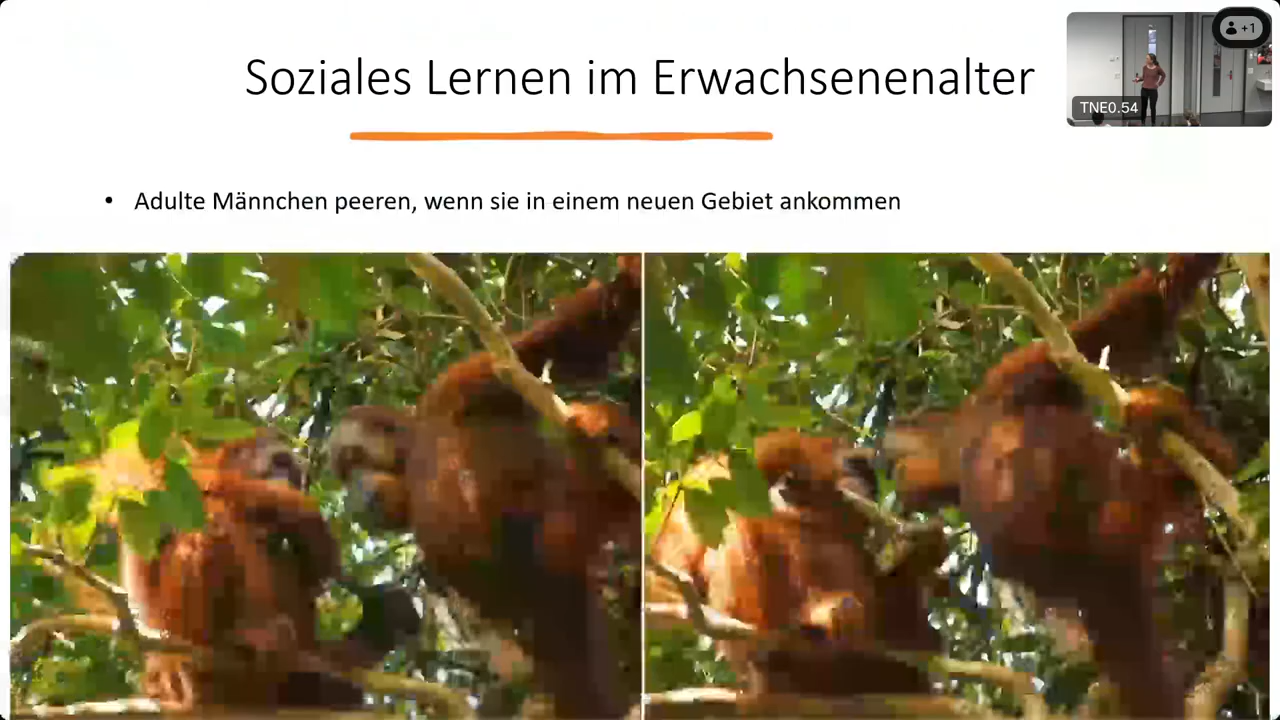 Soziales Lernen im Erwachsenenalter
+1
TNE0.54
• Adulte Männchen peeren, wenn sie in einem neuen Gebiet ankommen